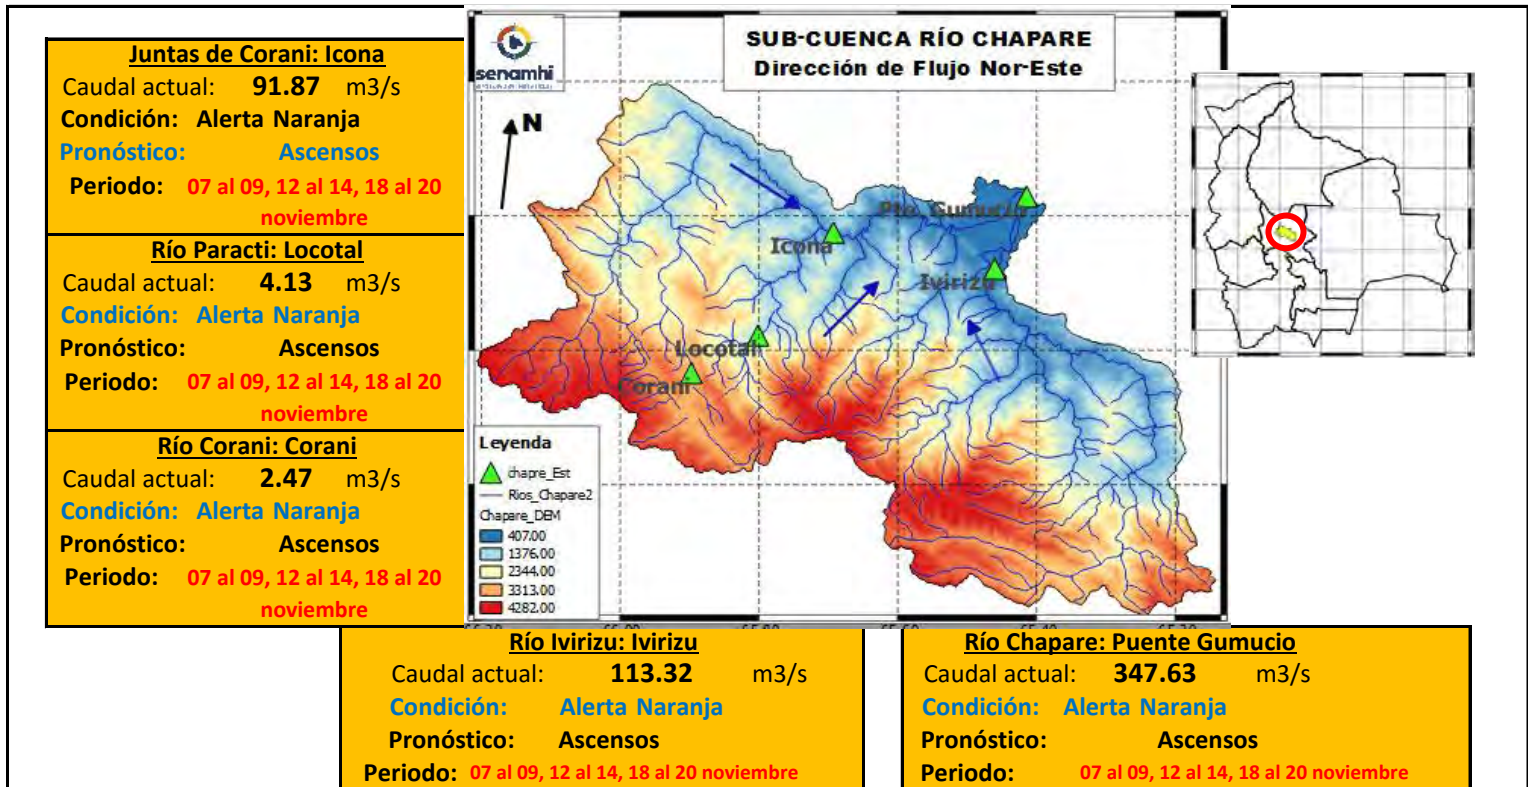 Juntas de Corani: Icona
Caudal actual: 91.87 m3/s
Condición: Alerta Naranja
Pronóstico: Ascensos
Periodo: 07 al 09, 12 al 14, 18 al 20
noviembre
Río Paracti: Locotal
Caudal actual: 4.13 m3/s
Condición: Alerta Naranja
Pronóstico: Ascensos
Periodo: 07 al 09, 12 al 14, 18 al 20
noviembre
Río Corani: Corani
Caudal actual: 2.47 m3/s
Condición: Alerta Naranja
Pronóstico: Ascensos
Periodo: 07 al 09, 12 al 14, 18 al 20
noviembre
senamhi
SUB-CUENCA RÍO CHAPARE
Dirección de Flujo Nor-Este
N
Pte. Gumucio
Icona
Ivirizu
Locotal
Corani
Leyenda
chapre_Est
Rios_Chapare2
Chapare_DEM
407.00
1376.00
2344.00
3313.00
4282.00
Río Ivirizu: Ivirizu
Caudal actual: 113.32 m3/s
Condición: Alerta Naranja
Pronóstico: Ascensos
Periodo: 07 al 09, 12 al 14, 18 al 20 noviembre
Río Chapare: Puente Gumucio
Caudal actual: 347.63 m3/s
Condición: Alerta Naranja
Pronóstico: Ascensos
Periodo: 07 al 09, 12 al 14, 18 al 20 noviembre